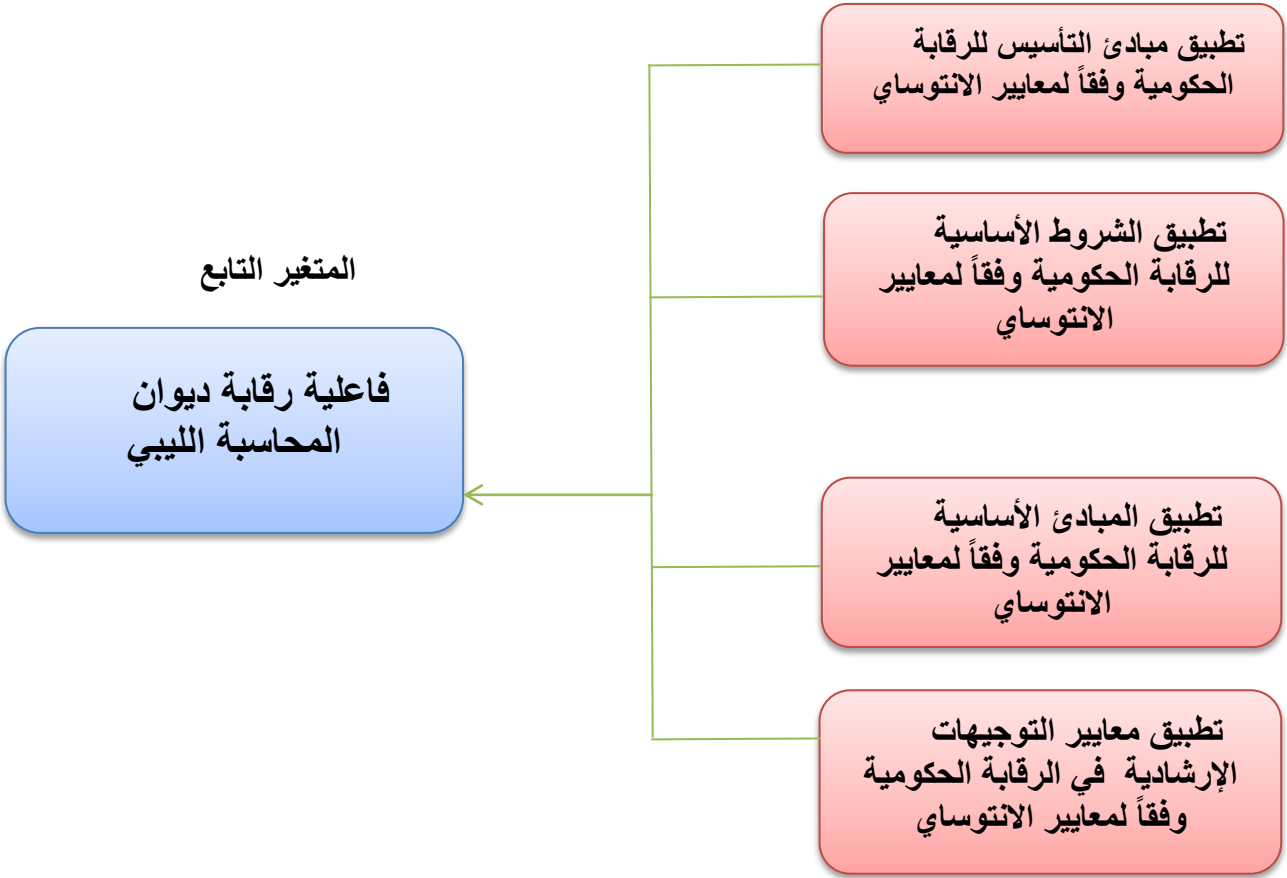 تطبيق مبادئ التأسيس للرقابة
الحكومية وفقاً لمعايير الانتوساي
تطبيق الشروط الأساسية
للرقابة الحكومية وفقاً لمعايير
الانتوساي
المتغير التابع
فاعلية رقابة ديوان
المحاسبة الليبي
تطبيق المبادئ الأساسية
للرقابة الحكومية وفقاً لمعايير
الانتوساي
تطبيق معايير التوجيهات
الإرشادية في الرقابة الحكومية
وفقاً لمعايير الانتوساي